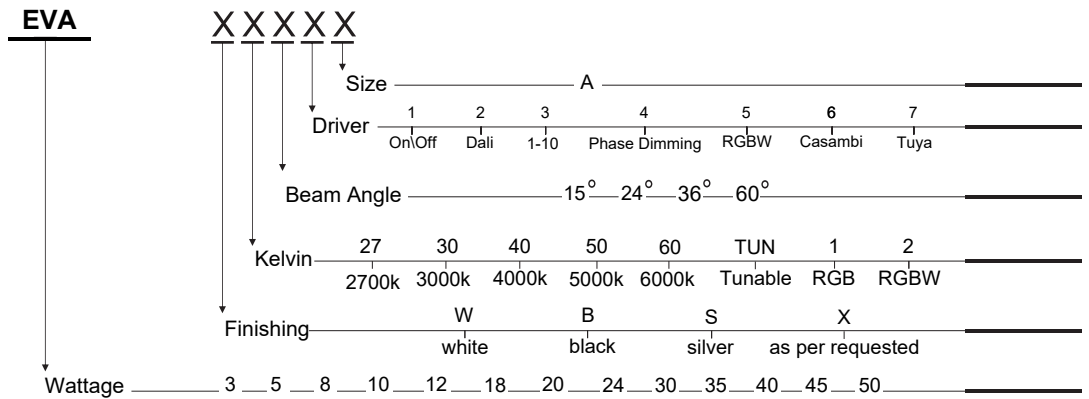 EVA X X X X X
Size A
1 2 3 4 5 6 7
Driver
On\Off Dali 1-10 Phase Dimming RGBW Casambi Tuya
Beam Angle 15° 24° 36° 60°
27 30 40 50 60 TUN 1 2
Kelvin
2700k 3000k 4000k 5000k 6000k Tunable RGB RGBW
W B S X
Finishing
white black silver as per requested
Wattage 3 5 8 10 12 18 20 24 30 35 40 45 50